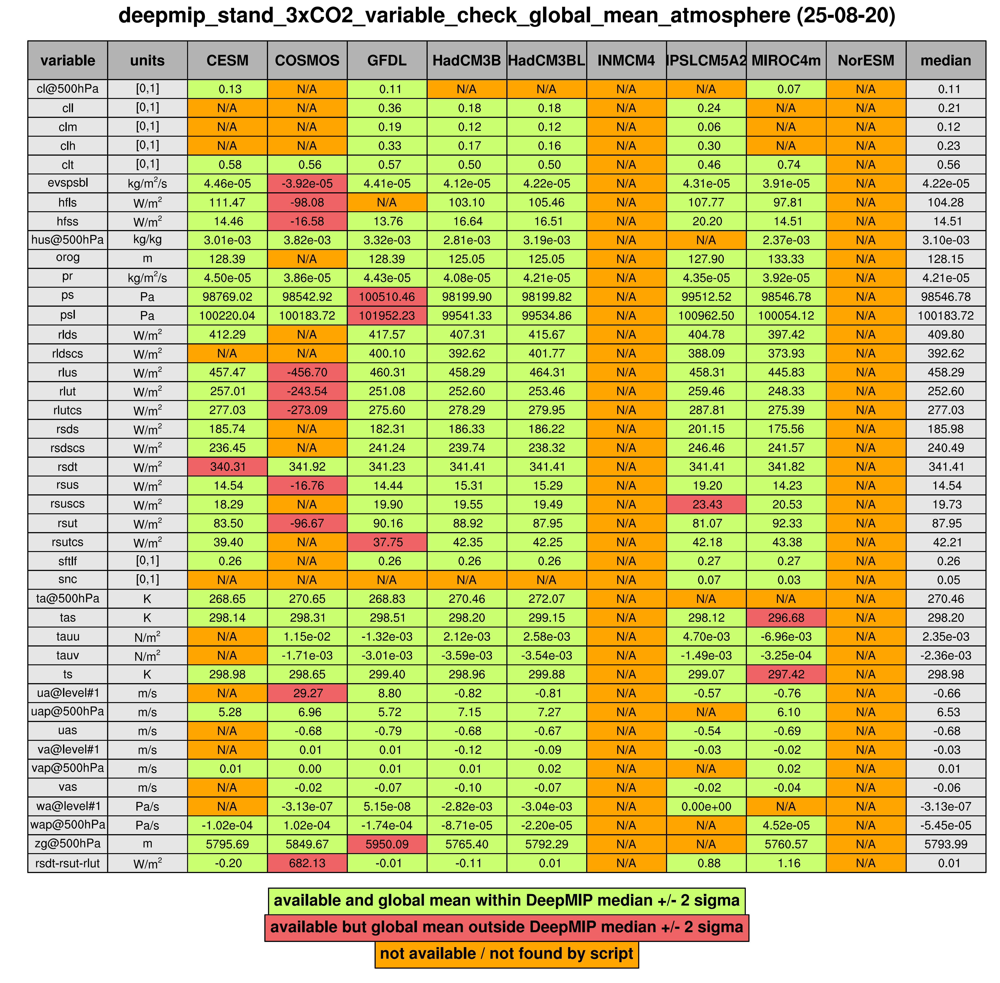 deepmip_stand_3xCO2_variable_check_global_mean_atmosphere (25-08-20)
variable units CESM COSMOS GFDL HadCM3B HadCM3BL INMCM4 IPSLCM5A2 MIROC4m NorESM median
cl@500hPa [0,1] 0.13 N/A 0.11 N/A N/A N/A N/A 0.07 N/A 0.11
cll [0,1] N/A N/A 0.36 0.18 0.18 N/A 0.24 N/A N/A 0.21
clm [0,1] N/A N/A 0.19 0.12 0.12 N/A 0.06 N/A N/A 0.12
clh [0,1] N/A N/A 0.33 0.17 0.16 N/A 0.30 N/A N/A 0.23
clt [0,1] 0.58 0.56 0.57 0.50 0.50 N/A 0.46 0.74 N/A 0.56
evspsbl kg/m²/s 4.46e-05 -3.92e-05 4.41e-05 4.12e-05 4.22e-05 N/A 4.31e-05 3.91e-05 N/A 4.22e-05
hfls W/m² 111.47 -98.08 N/A 103.10 105.46 N/A 107.77 97.81 N/A 104.28
hfss W/m² 14.46 -16.58 13.76 16.64 16.51 N/A 20.20 14.51 N/A 14.51
hus@500hPa kg/kg 3.01e-03 3.82e-03 3.32e-03 2.81e-03 3.19e-03 N/A N/A 2.37e-03 N/A 3.10e-03
orog m 128.39 N/A 128.39 125.05 125.05 N/A 127.90 133.33 N/A 128.15
pr kg/m²/s 4.50e-05 3.86e-05 4.43e-05 4.08e-05 4.21e-05 N/A 4.35e-05 3.92e-05 N/A 4.21e-05
ps Pa 98769.02 98542.92 100510.46 98199.90 98199.82 N/A 99512.52 98546.78 N/A 98546.78
psl Pa 100220.04 100183.72 101952.23 99541.33 99534.86 N/A 100962.50 100054.12 N/A 100183.72
rlds W/m² 412.29 N/A 417.57 407.31 415.67 N/A 404.78 397.42 N/A 409.80
rldscs W/m² N/A N/A 400.10 392.62 401.77 N/A 388.09 373.93 N/A 392.62
rlus W/m² 457.47 -456.70 460.31 458.29 464.31 N/A 458.31 445.83 N/A 458.29
rlut W/m² 257.01 -243.54 251.08 252.60 253.46 N/A 259.46 248.33 N/A 252.60
rlutcs W/m² 277.03 -273.09 275.60 278.29 279.95 N/A 287.81 275.39 N/A 277.03
rsds W/m² 185.74 N/A 182.31 186.33 186.22 N/A 201.15 175.56 N/A 185.98
rsdscs W/m² 236.45 N/A 241.24 239.74 238.32 N/A 246.46 241.57 N/A 240.49
rsdt W/m² 340.31 341.92 341.23 341.41 341.41 N/A 341.41 341.82 N/A 341.41
rsus W/m² 14.54 -16.76 14.44 15.31 15.29 N/A 19.20 14.23 N/A 14.54
rsuscs W/m² 18.29 N/A 19.90 19.55 19.49 N/A 23.43 20.53 N/A 19.73
rsut W/m² 83.50 -96.67 90.16 88.92 87.95 N/A 81.07 92.33 N/A 87.95
rsutcs W/m² 39.40 N/A 37.75 42.35 42.25 N/A 42.18 43.38 N/A 42.21
sftlf [0,1] 0.26 N/A 0.26 0.26 0.26 N/A 0.27 0.27 N/A 0.26
snc [0,1] N/A N/A N/A N/A N/A N/A 0.07 0.03 N/A 0.05
ta@500hPa K 268.65 270.65 268.83 270.46 272.07 N/A N/A N/A N/A 270.46
tas K 298.14 298.31 298.51 298.20 299.15 N/A 298.12 296.68 N/A 298.20
tauu N/m² N/A 1.15e-02 -1.32e-03 2.12e-03 2.58e-03 N/A 4.70e-03 -6.96e-03 N/A 2.35e-03
tauv N/m² N/A -1.71e-03 -3.01e-03 -3.59e-03 -3.54e-03 N/A -1.49e-03 -3.25e-04 N/A -2.36e-03
ts K 298.98 298.65 299.40 298.96 299.88 N/A 299.07 297.42 N/A 298.98
ua@level#1 m/s N/A 29.27 8.80 -0.82 -0.81 N/A -0.57 -0.76 N/A -0.66
uap@500hPa m/s 5.28 6.96 5.72 7.15 7.27 N/A N/A 6.10 N/A 6.53
uas m/s N/A -0.68 -0.79 -0.68 -0.67 N/A -0.54 -0.69 N/A -0.68
va@level#1 m/s N/A 0.01 0.01 -0.12 -0.09 N/A -0.03 -0.02 N/A -0.03
vap@500hPa m/s 0.01 0.00 0.01 0.01 0.02 N/A N/A 0.02 N/A 0.01
vas m/s N/A -0.02 -0.07 -0.10 -0.07 N/A -0.02 -0.04 N/A -0.06
wa@level#1 Pa/s N/A -3.13e-07 5.15e-08 -2.82e-03 -3.04e-03 N/A 0.00e+00 N/A N/A -3.13e-07
wap@500hPa Pa/s -1.02e-04 1.02e-04 -1.74e-04 -8.71e-05 -2.20e-05 N/A N/A 4.52e-05 N/A -5.45e-05
zg@500hPa m 5795.69 5849.67 5950.09 5765.40 5792.29 N/A N/A 5760.57 N/A 5793.99
rsdt-rsut-rlut W/m² -0.20 682.13 -0.01 -0.11 0.01 N/A 0.88 1.16 N/A 0.01
available and global mean within DeepMIP median +/- 2 sigma
available but global mean outside DeepMIP median +/- 2 sigma
not available / not found by script